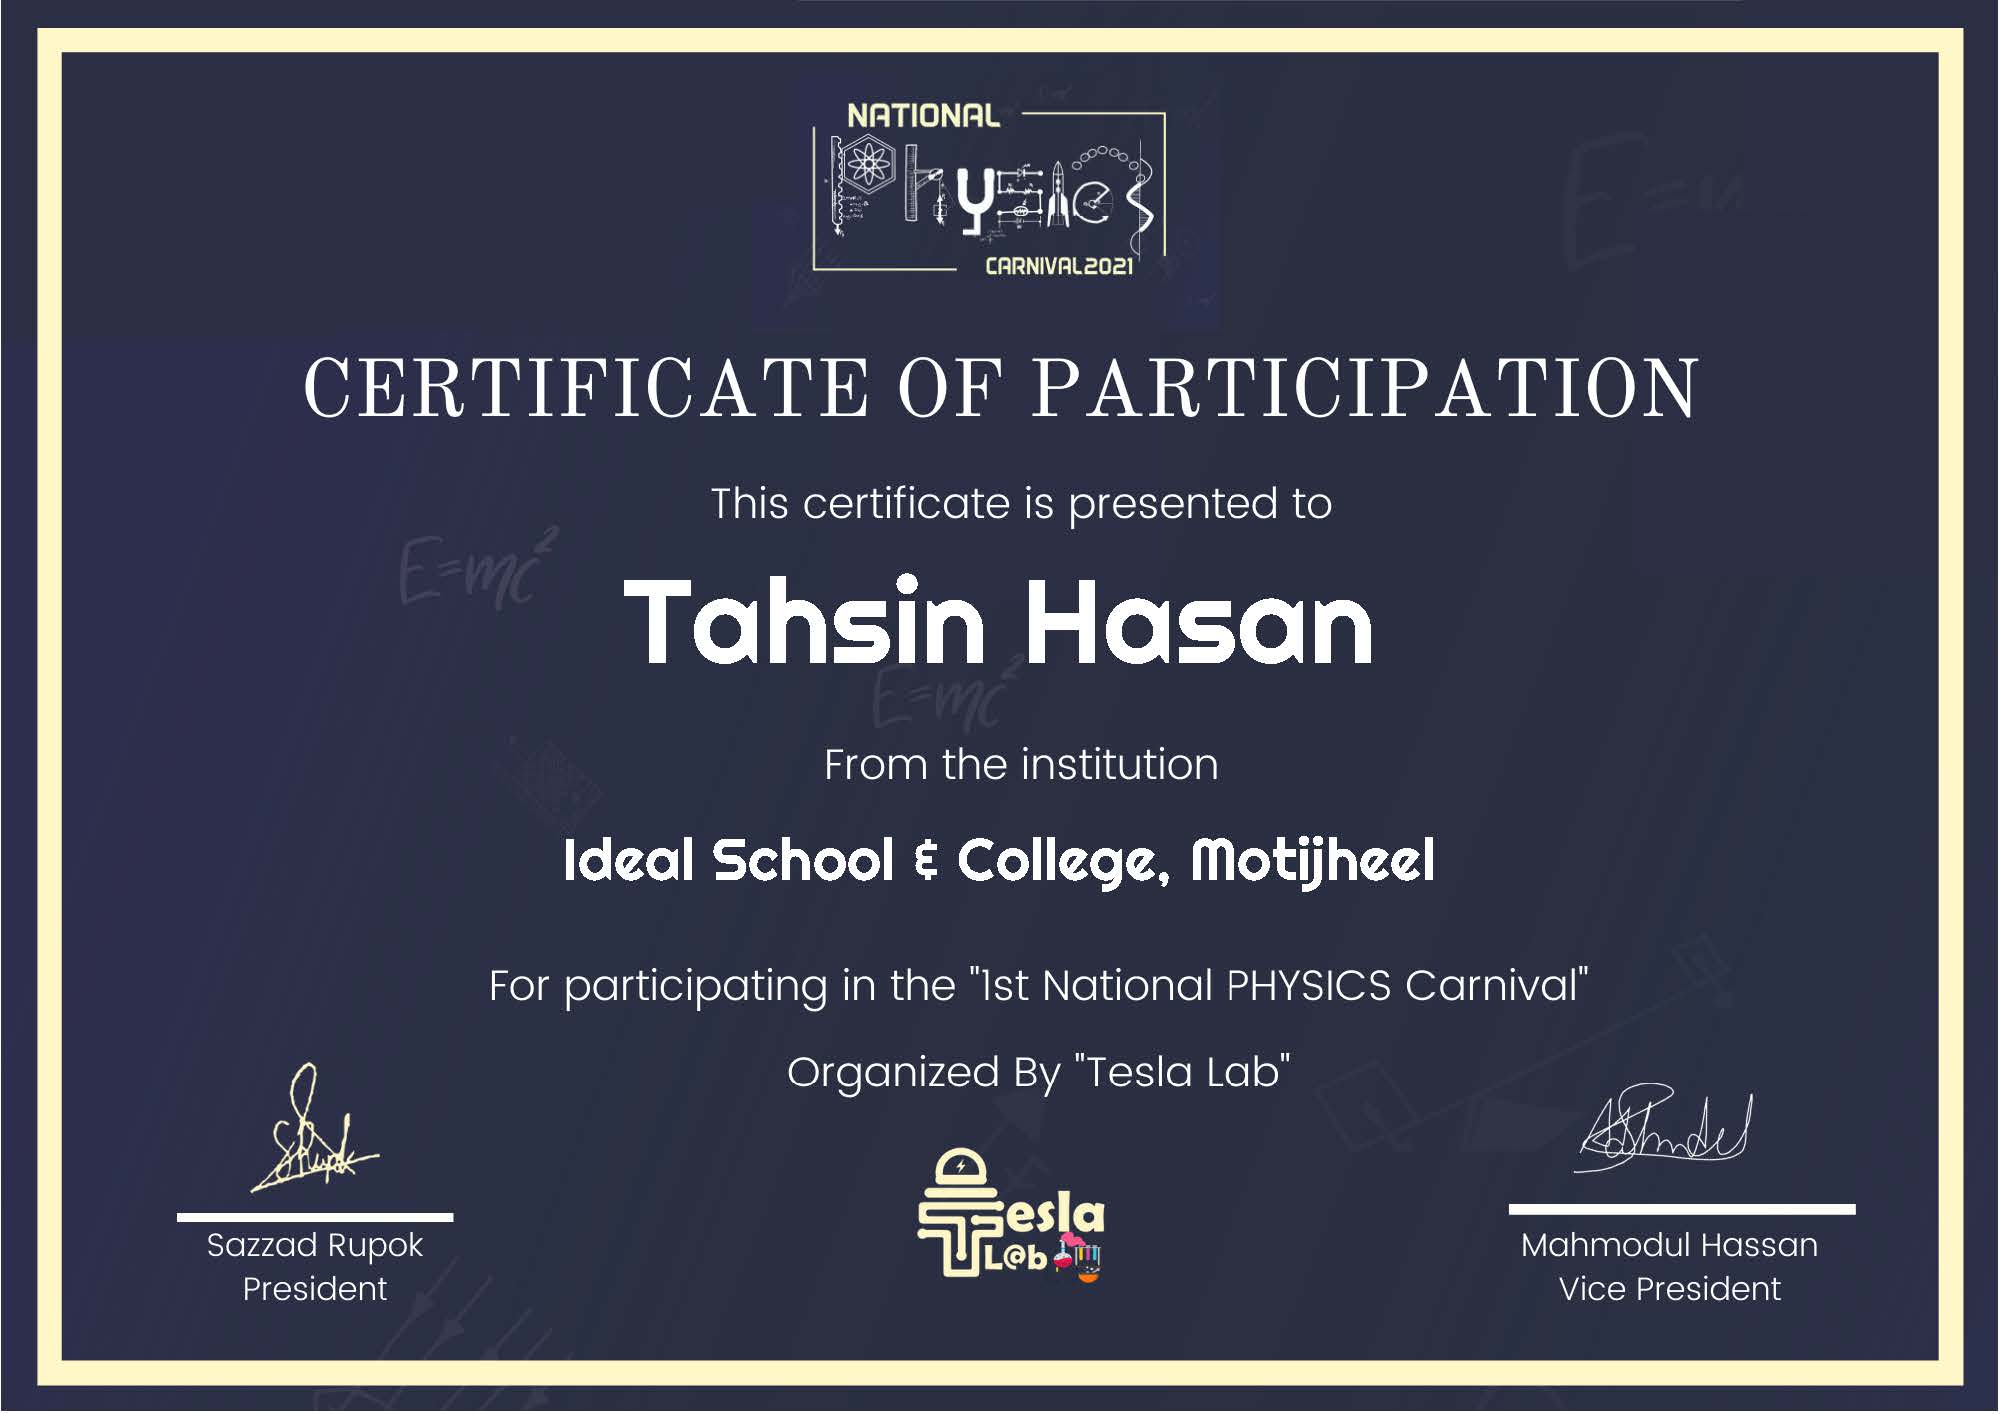 NATIONAL
Physics
CARNIVAL2021
CERTIFICATE OF PARTICIPATION
This certificate is presented to
E=mc²
Tahsin Hasan
E=mc²
From the institution
Ideal School & College, Motijheel
For participating in the "1st National PHYSICS Carnival"
Organized By "Tesla Lab"
Tesla
L@b
Sazzad Rupok
President
Mahmodul Hassan
Vice President